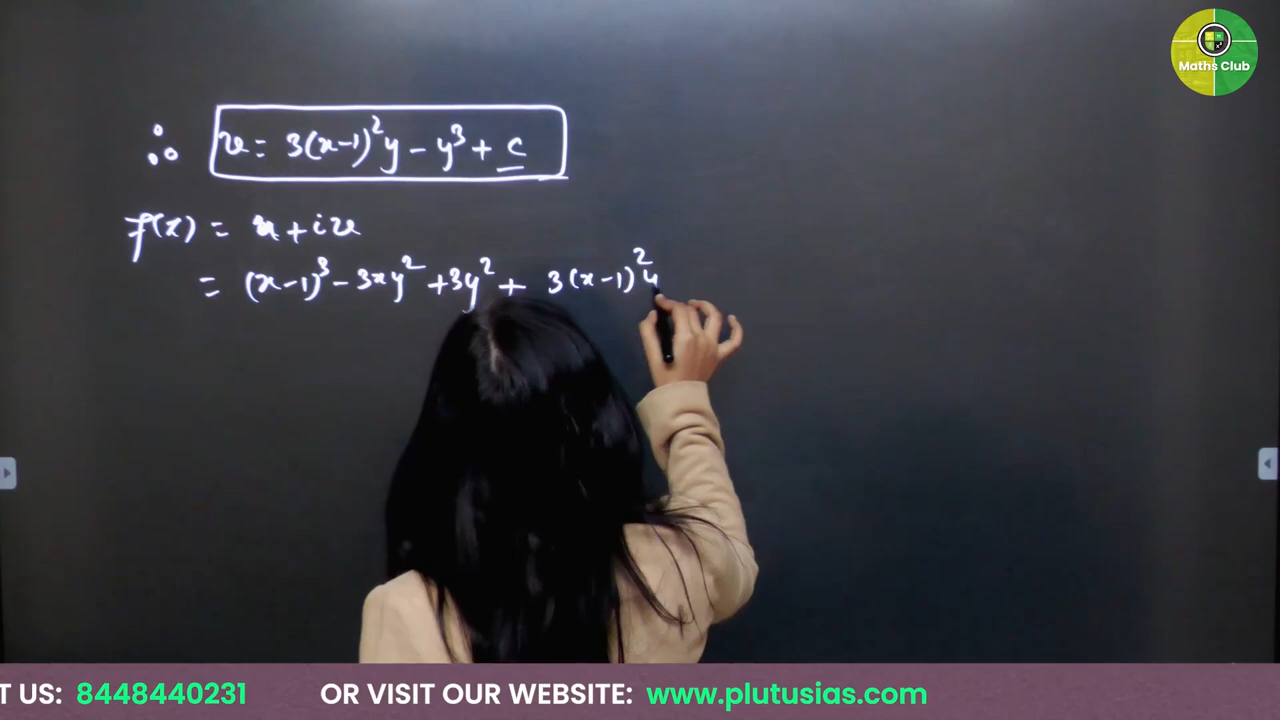 Maths Club
∴ v = 3(x-1)²y - y³ + c
f(z) = u + iv
= (x-1)³ - 3xy² + 3y² + 3(x-1)²y
T US: 8448440231 OR VISIT OUR WEBSITE: www.plutusias.com